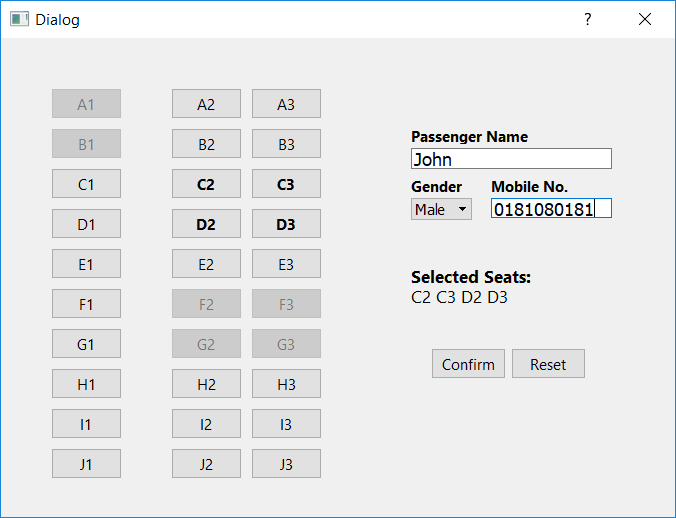 Dialog ?
A1 A2 A3
B1 B2 B3
C1 C2 C3
D1 D2 D3
E1 E2 E3
F1 F2 F3
G1 G2 G3
H1 H2 H3
I1 I2 I3
J1 J2 J3
Passenger Name
John
Gender Mobile No.
Male 0181080181
Selected Seats:
C2 C3 D2 D3
Confirm Reset